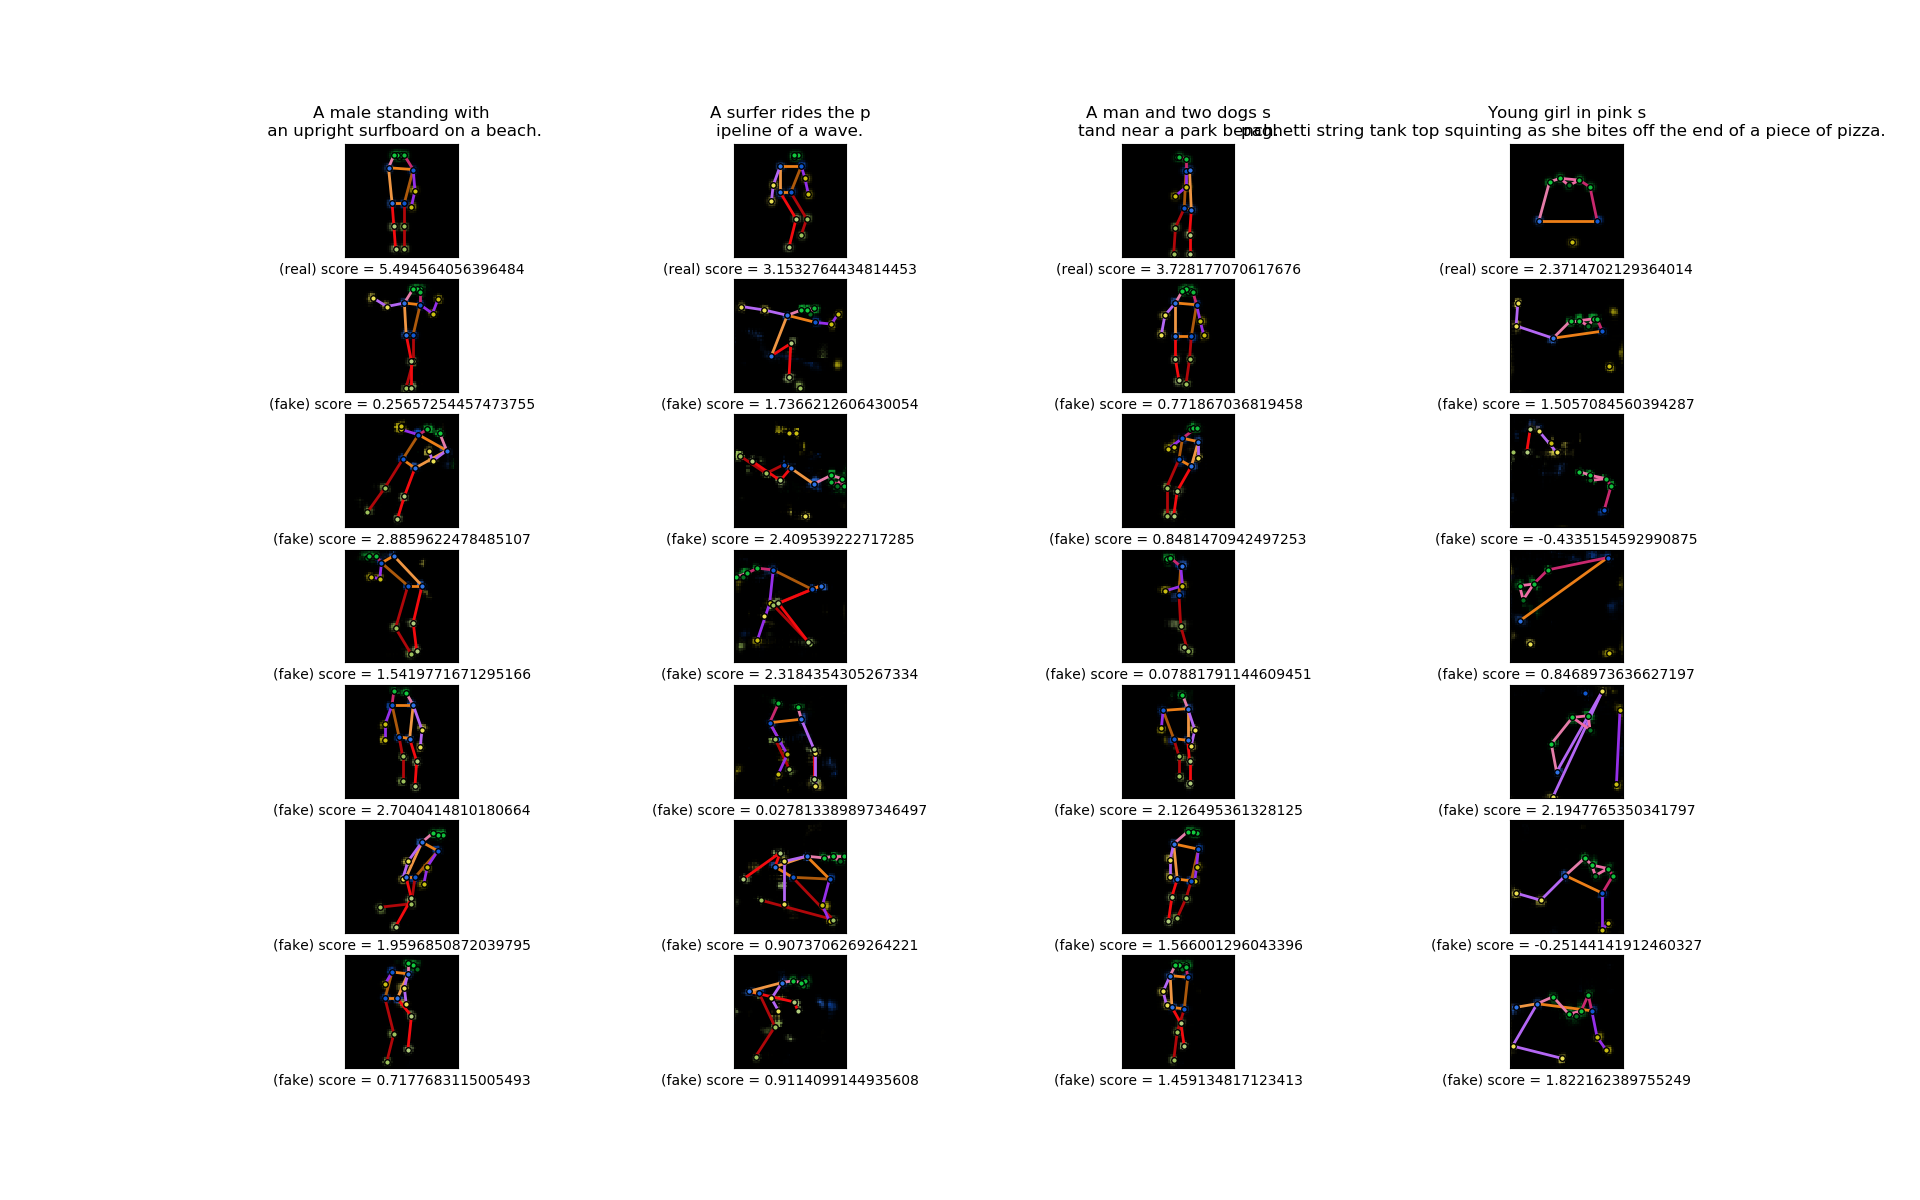 A male standing with
an upright surfboard on a beach.
A surfer rides the p
ipeline of a wave.
A man and two dogs s
tand near a park bench.
Young girl in pink s
paghetti string tank top squinting as she bites off the end of a piece of pizza.
(real) score = 5.494564056396484
(real) score = 3.1532764434814453
(real) score = 3.728177070617676
(real) score = 2.3714702129364014
(fake) score = 0.25657254457473755
(fake) score = 1.7366212606430054
(fake) score = 0.771867036819458
(fake) score = 1.5057084560394287
(fake) score = 2.8859622478485107
(fake) score = 2.409539222717285
(fake) score = 0.8481470942497253
(fake) score = -0.4335154592990875
(fake) score = 1.5419771671295166
(fake) score = 2.3184354305267334
(fake) score = 0.07881791144609451
(fake) score = 0.8468973636627197
(fake) score = 2.7040414810180664
(fake) score = 0.027813389897346497
(fake) score = 2.126495361328125
(fake) score = 2.1947765350341797
(fake) score = 1.9596850872039795
(fake) score = 0.9073706269264221
(fake) score = 1.566001296043396
(fake) score = -0.25144141912460327
(fake) score = 0.7177683115005493
(fake) score = 0.9114099144935608
(fake) score = 1.459134817123413
(fake) score = 1.822162389755249